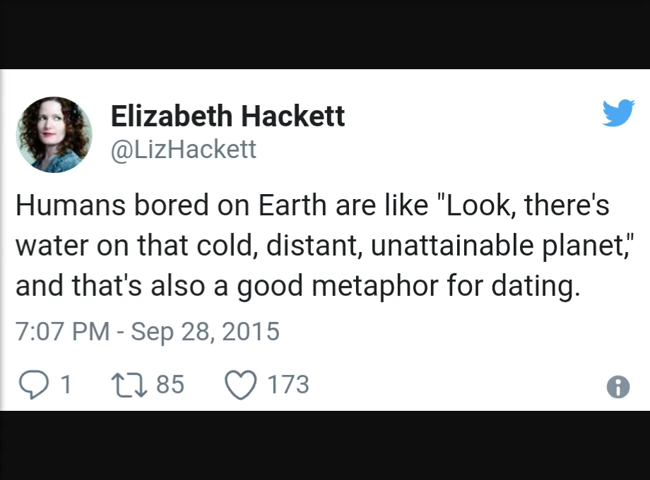 Elizabeth Hackett
@LizHackett
Humans bored on Earth are like "Look, there's
water on that cold, distant, unattainable planet,"
and that's also a good metaphor for dating.
7:07 PM - Sep 28, 2015
1 85 173